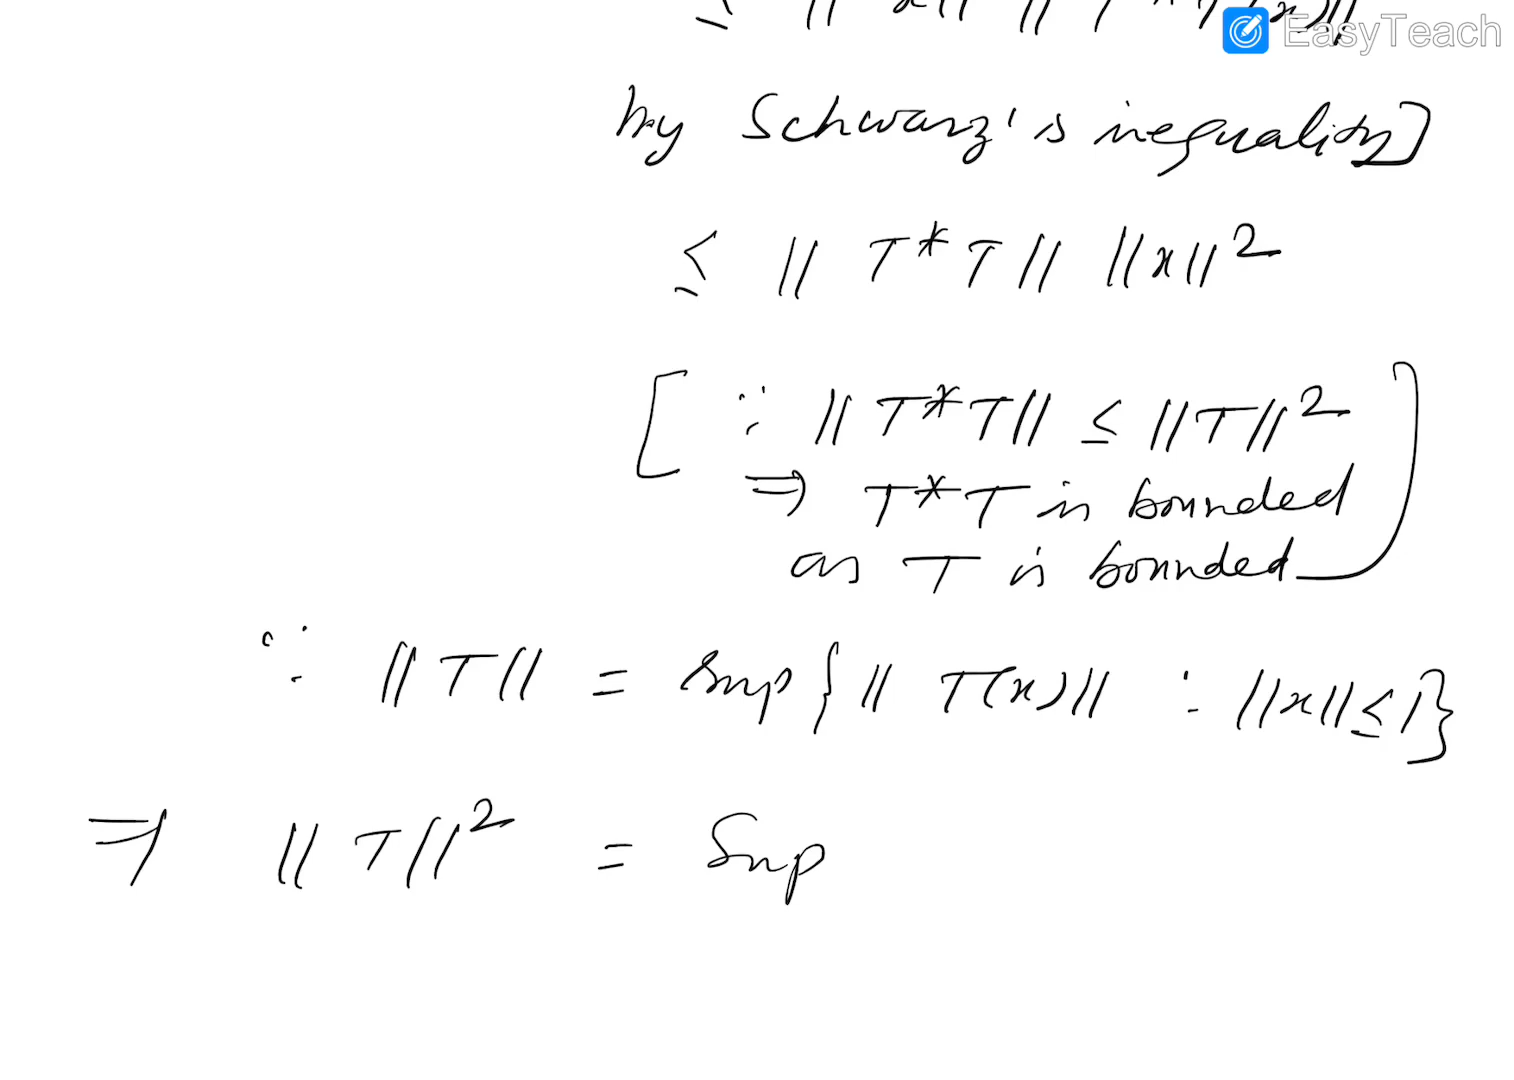 ≤ ||x|| ||T*T(x)||
EasyTeach
by Schwarz's inequality]
≤ ||T*T|| ||x||²
[∵ ||T*T|| ≤ ||T||²
⇒ T*T is bounded
as T is bounded]
∵ ||T|| = Sup{||T(x)|| : ||x||≤1}
⇒ ||T||² = Sup